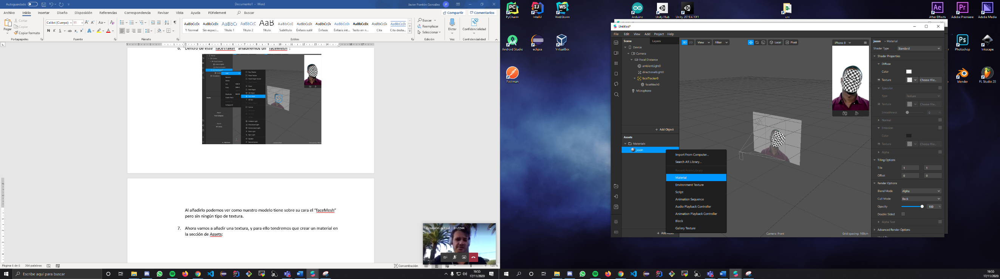 Autoguardado
Documento1 - Word
Javier Pontón González
JP
Archivo Inicio Insertar Diseño Disposición Referencias Correspondencia Revisar Vista Ayuda PDFelement Buscar
Compartir Comentarios
Pegar
Cortar
Copiar
Copiar formato
Portapapeles
Calibri (Cuerpo) 11
N K S ab
Fuente
Párrafo
AaBbCcDc AaBbCcDc AaBbCc AaBbCcC AaB AaBbCcC AaBbCcDc AaBbCcDc AaBbCcDc AaBbCcDc AaBbCcDc AaBbCcDc
¶ Normal Sin espaci... Título 1 Título 2 Título Subtítulo Énfasis sutil Énfasis Énfasis int... Texto en n... Cita Cita desta...
Estilos
Buscar
Reemplazar
Seleccionar
Edición
Dictar
Voz
Confidencialidad
Confidencialidad
6. Dentro de este "faceTraker" añadiremos un "faceMesh":
Al añadirlo podemos ver como nuestro modelo tiene sobre su cara el "faceMesh"
pero sin ningún tipo de textura.
7. Ahora vamos a añadir una textura, y para ello tendremos que crear un material en
la sección de Assets:
Reunión actual 01:22:44
Página 6 de 6 364 palabras
Concentración
120 %
Escribe aquí para buscar
16:55
17/11/2020
PyCharm
IntelliJ
WebStorm
Android Studio
eclipse
VirtualBox
Postman
Arduino
Unity Hub
Unity 2019.4.10f1
uni
After Effects
Adobe Premiere
Adobe Media
Photoshop
Inkscape
blender
FL Studio 20
Untitled*
File Edit View Add Project Help
Scene Layers
Device
Camera
Focal Distance
ambientLight0
directionalLight0
faceTracker0
faceMesh0
Microphone
+ Add Object
Assets
Materials
jason
+ Add Asset
3D 2D View Filter
Local Pivot
iPhone 8
Import From Computer...
Search AR Library...
Recent From Library
Material
Environment Texture
Script
Animation Sequence
Audio Playback Controller
Animation Playback Controller
Block
Gallery Texture
Camera: Front
Grid spacing: 100cm
jason – Material
Shader Type Standard
Shader Properties
Diffuse
Color
Texture Choose File...
Specular
Type Texture
Texture Choose File...
Smoothness 0
Normal
Emission
Color
Texture Choose File...
Alpha
Tiling Options
Tile 1 1
Offset 0 0
Render Options
Blend Mode Alpha
Cull Mode Back
Opacity 100 %
Double Sided
Alpha Test
Advanced Render Options
16:55
17/11/2020